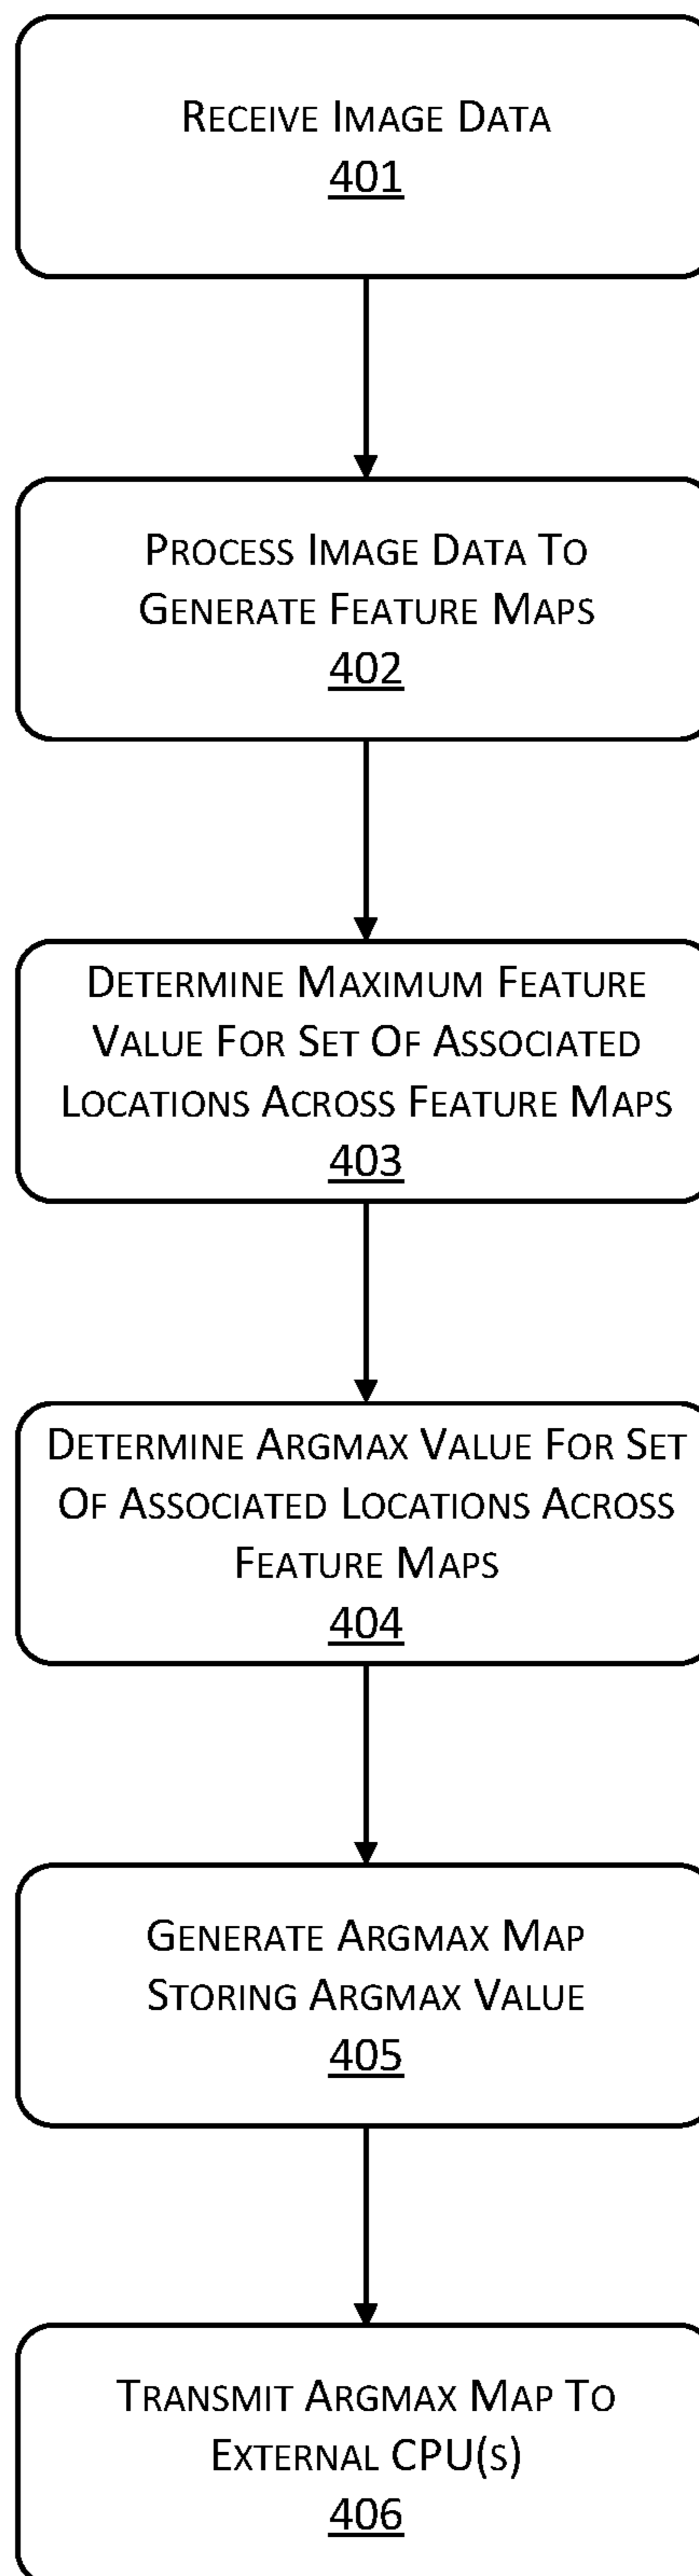 RECEIVE IMAGE DATA
401
PROCESS IMAGE DATA TO
GENERATE FEATURE MAPS
402
DETERMINE MAXIMUM FEATURE
VALUE FOR SET OF ASSOCIATED
LOCATIONS ACROSS FEATURE MAPS
403
DETERMINE ARGMAX VALUE FOR SET
OF ASSOCIATED LOCATIONS ACROSS
FEATURE MAPS
404
GENERATE ARGMAX MAP
STORING ARGMAX VALUE
405
TRANSMIT ARGMAX MAP TO
EXTERNAL CPU(S)
406